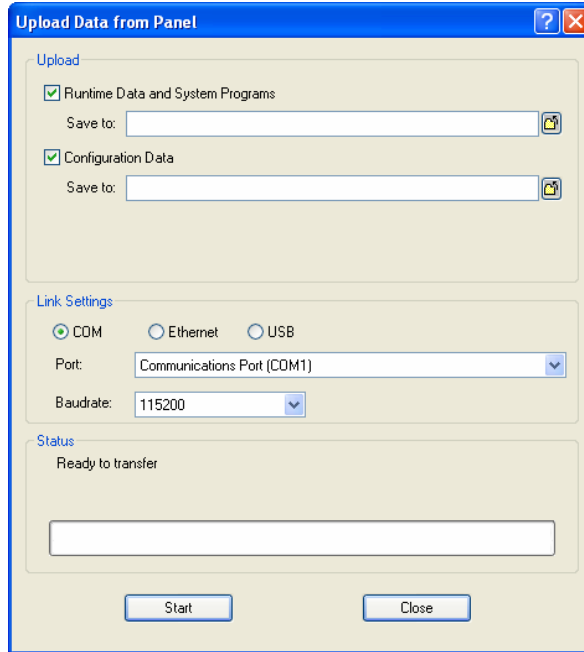 Upload Data from Panel
Upload
Runtime Data and System Programs
Save to:
Configuration Data
Save to:
Link Settings
COM Ethernet USB
Port: Communications Port (COM1)
Baudrate: 115200
Status
Ready to transfer
Start Close